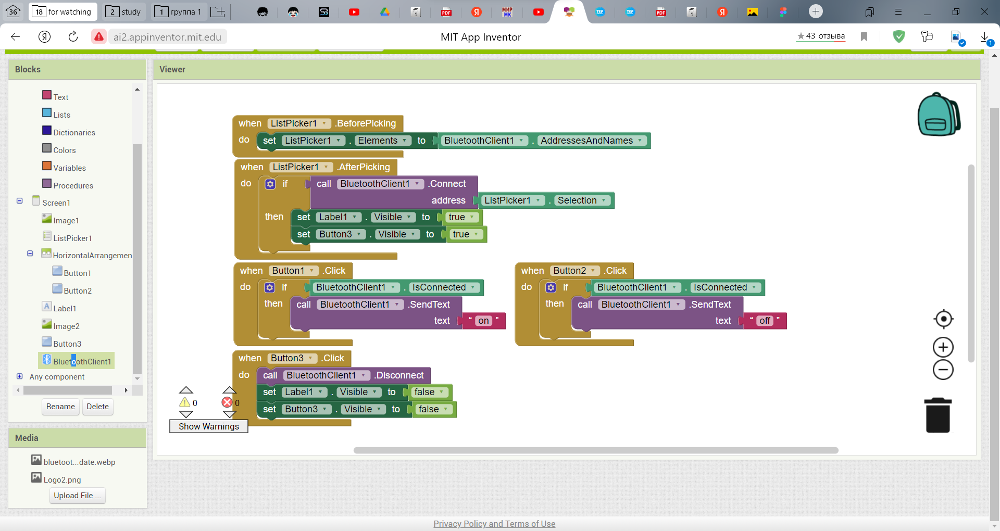 36
18 for watching
2 study
1 группа 1
PDF
Я
МИР
МК
TEP
TEP
PDF
Я
Я
ai2.appinventor.mit.edu
MIT App Inventor
★ 43 отзыва
1
Blocks
Viewer
Text
Lists
Dictionaries
Colors
Variables
Procedures
Screen1
Image1
ListPicker1
HorizontalArrangemen
Button1
Button2
Label1
Image2
Button3
BluetoothClient1
Any component
Rename
Delete
Media
bluetoot...date.webp
Logo2.png
Upload File ...
when ListPicker1 .BeforePicking
do set ListPicker1 . Elements to BluetoothClient1 . AddressesAndNames
when ListPicker1 .AfterPicking
do if call BluetoothClient1 .Connect
address ListPicker1 . Selection
then set Label1 . Visible to true
set Button3 . Visible to true
when Button1 .Click
do if BluetoothClient1 . IsConnected
then call BluetoothClient1 .SendText
text “ on ”
when Button2 .Click
do if BluetoothClient1 . IsConnected
then call BluetoothClient1 .SendText
text “ off ”
when Button3 .Click
do call BluetoothClient1 .Disconnect
set Label1 . Visible to false
set Button3 . Visible to false
0
0
Show Warnings
Privacy Policy and Terms of Use